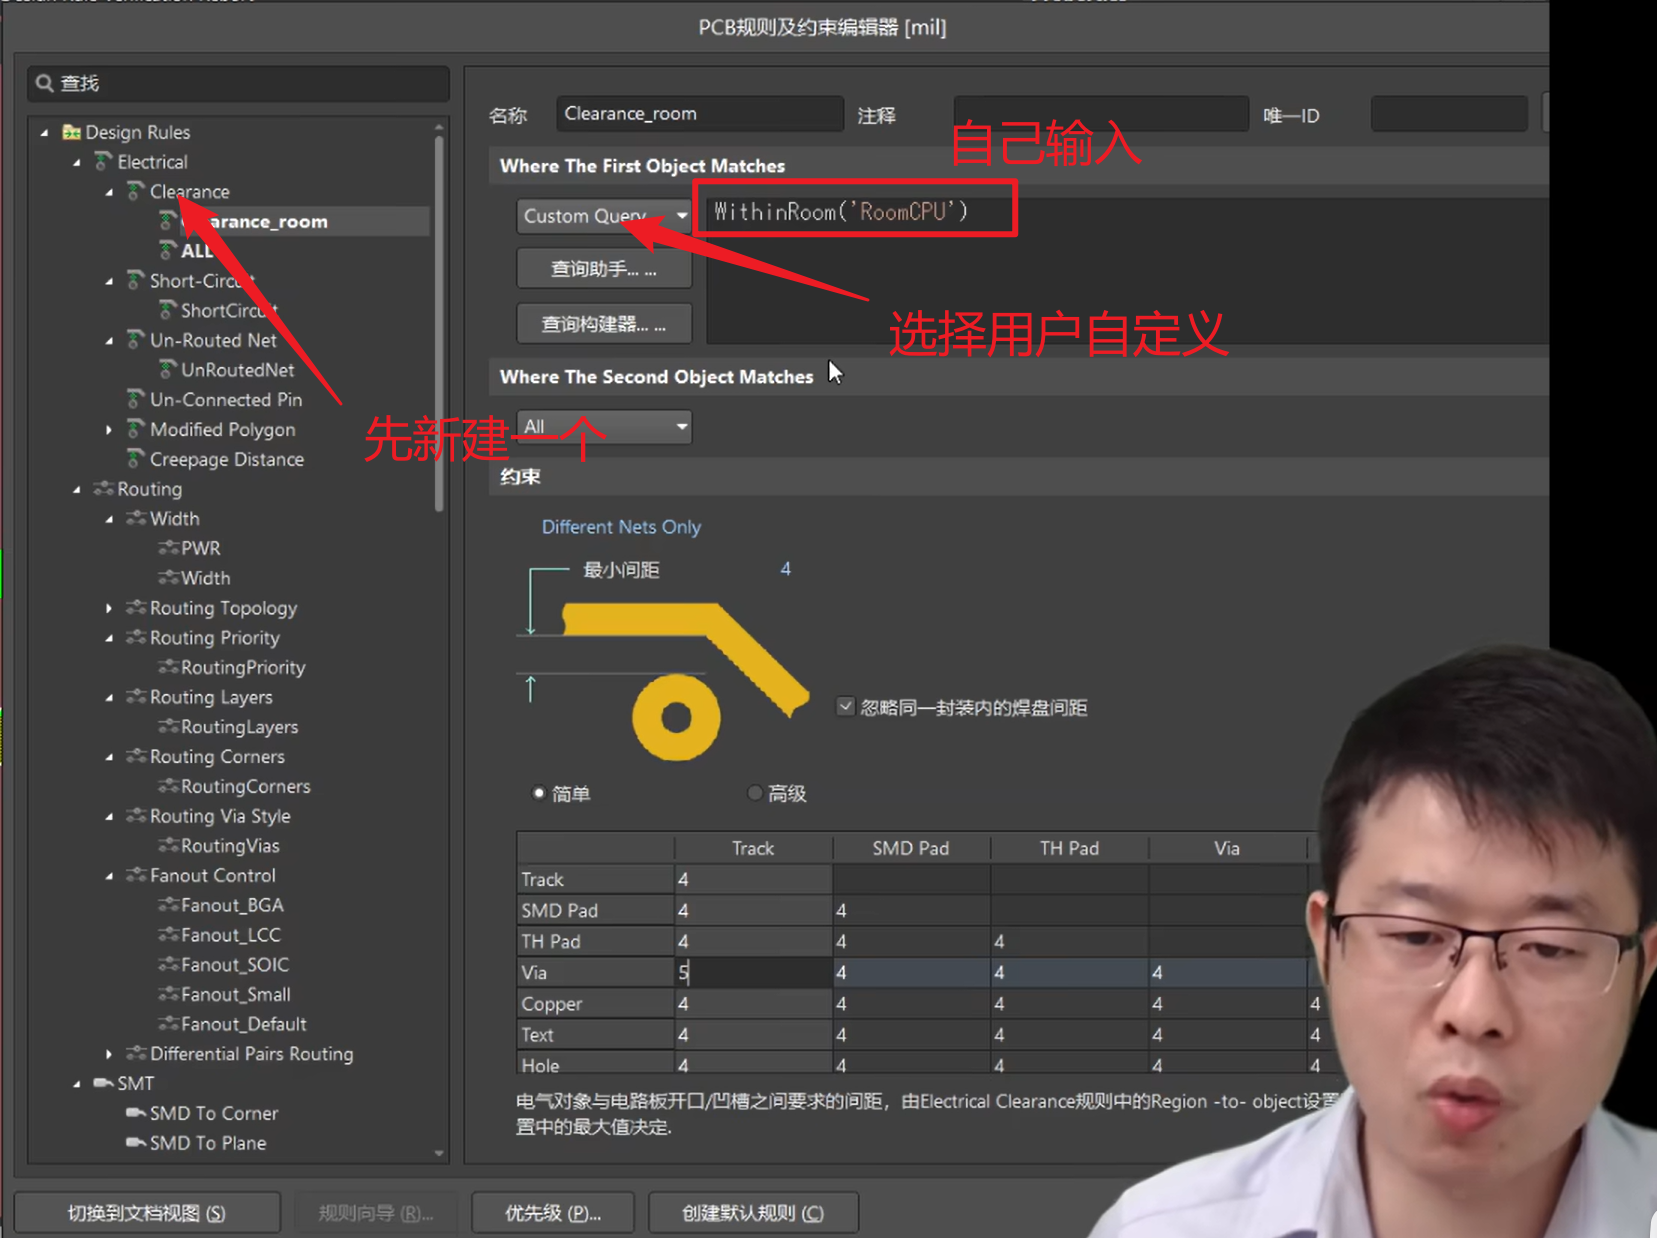 PCB规则及约束编辑器 [mil]
查找
Design Rules
Electrical
Clearance
Clearance_room
ALL
Short-Circuit
ShortCircuit
Un-Routed Net
UnRoutedNet
Un-Connected Pin
Modified Polygon
Creepage Distance
Routing
Width
PWR
Width
Routing Topology
Routing Priority
RoutingPriority
Routing Layers
RoutingLayers
Routing Corners
RoutingCorners
Routing Via Style
RoutingVias
Fanout Control
Fanout_BGA
Fanout_LCC
Fanout_SOIC
Fanout_Small
Fanout_Default
Differential Pairs Routing
SMT
SMD To Corner
SMD To Plane
先新建一个
名称 Clearance_room 注释 唯一ID
自己输入
Where The First Object Matches
Custom Query WithinRoom('RoomCPU')
查询助手... ...
查询构建器... ...
选择用户自定义
Where The Second Object Matches
All
约束
Different Nets Only
最小间距 4
忽略同一封装内的焊盘间距
简单 高级
Track SMD Pad TH Pad Via
Track 4
SMD Pad 4 4
TH Pad 4 4 4
Via 5 4 4 4
Copper 4 4 4 4 4
Text 4 4 4 4 4
Hole 4 4 4 4 4
电气对象与电路板开口/凹槽之间要求的间距，由Electrical Clearance规则中的Region -to- object设置
置中的最大值决定.
切换到文档视图 (S) 规则向导 (R)... 优先级 (P)... 创建默认规则 (C)